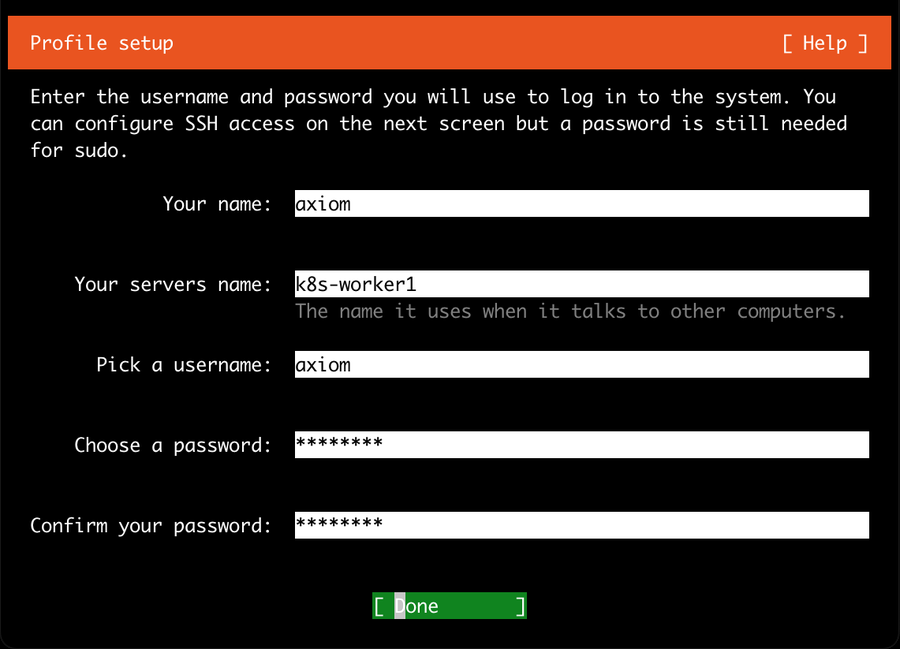 Profile setup [ Help ]
Enter the username and password you will use to log in to the system. You
can configure SSH access on the next screen but a password is still needed
for sudo.
Your name: axiom
Your servers name: k8s-worker1
The name it uses when it talks to other computers.
Pick a username: axiom
Choose a password: ********
Confirm your password: ********
[ Done ]